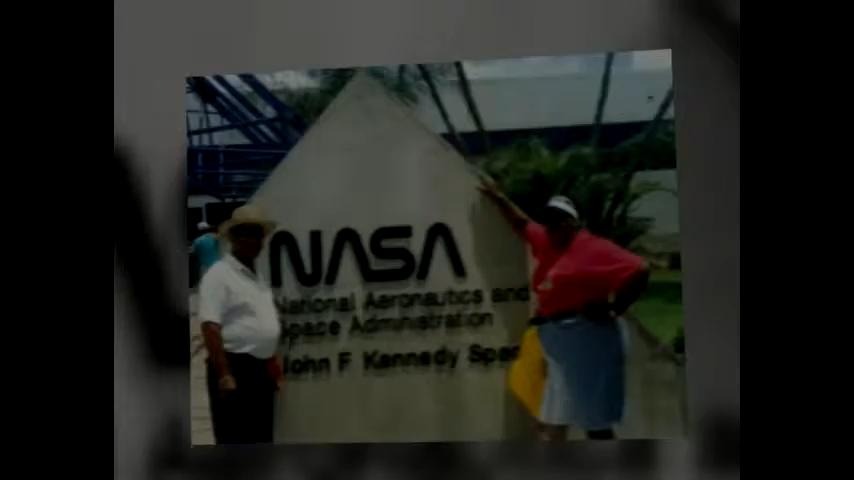 NASA
National Aeronautics and
Space Administration
John F Kennedy